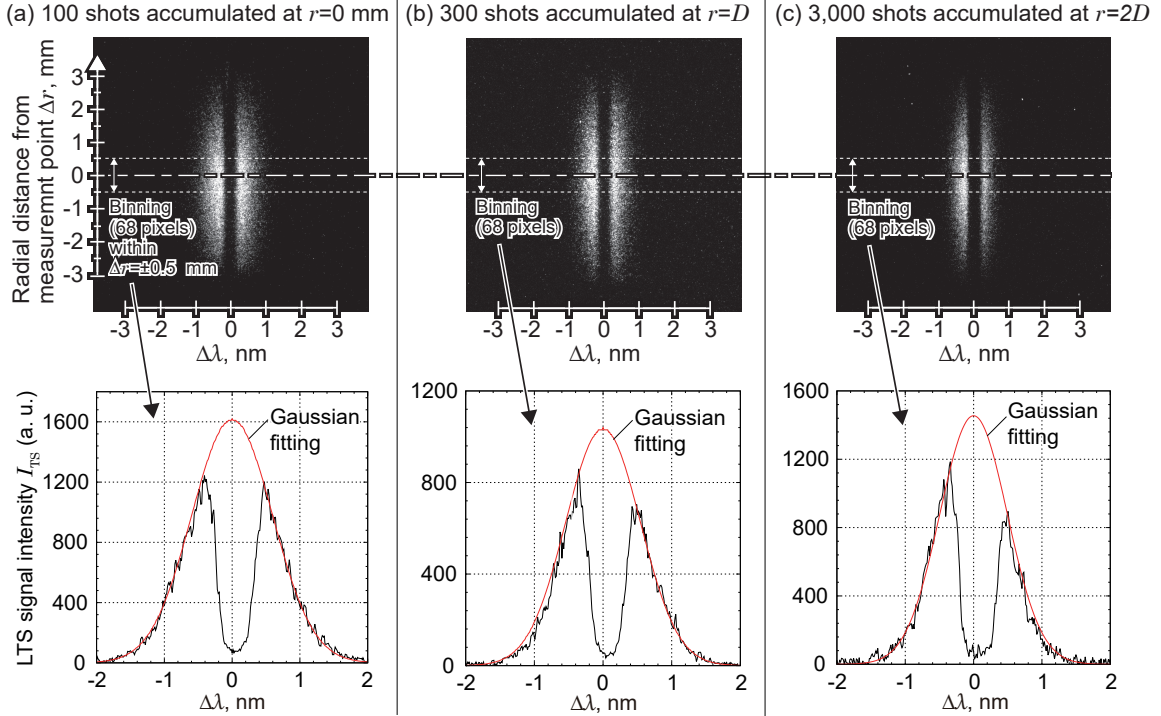 (a) 100 shots accumulated at r=0 mm
(b) 300 shots accumulated at r=D
(c) 3,000 shots accumulated at r=2D
Radial distance from
measuremnt point Δr, mm
3
2
1
0
-1
-2
-3
Binning
(68 pixels)
within
Δr=±0.5 mm
Binning
(68 pixels)
Binning
(68 pixels)
-3 -2 -1 0 1 2 3
Δλ, nm
-3 -2 -1 0 1 2 3
Δλ, nm
-3 -2 -1 0 1 2 3
Δλ, nm
LTS signal intensity I_TS (a. u.)
1600
1200
800
400
0
Gaussian
fitting
-2 -1 0 1 2
Δλ, nm
1200
800
400
0
Gaussian
fitting
-2 -1 0 1 2
Δλ, nm
1600
1200
800
400
0
Gaussian
fitting
-2 -1 0 1 2
Δλ, nm